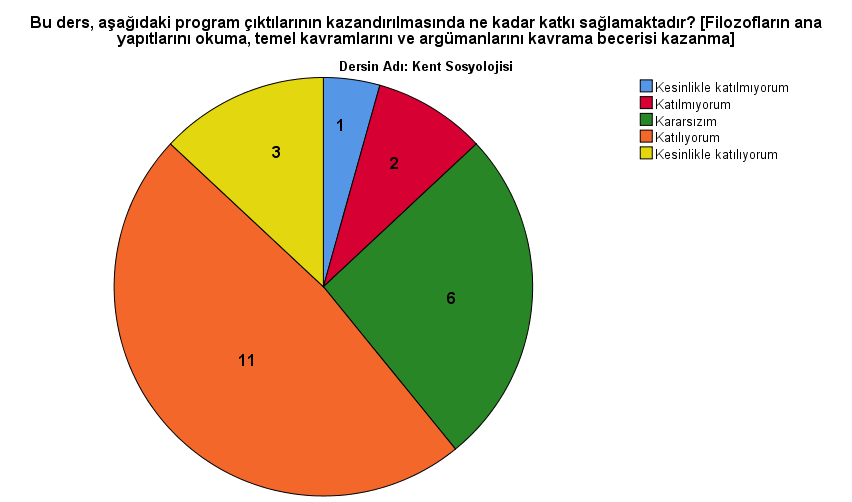 Bu ders, aşağıdaki program çıktılarının kazandırılmasında ne kadar katkı sağlamaktadır? [Filozofların ana
yapıtlarını okuma, temel kavramlarını ve argümanlarını kavrama becerisi kazanma]
Dersin Adı: Kent Sosyolojisi
Kesinlikle katılmıyorum
Katılmıyorum
Kararsızım
Katılıyorum
Kesinlikle katılıyorum
1
2
3
6
11